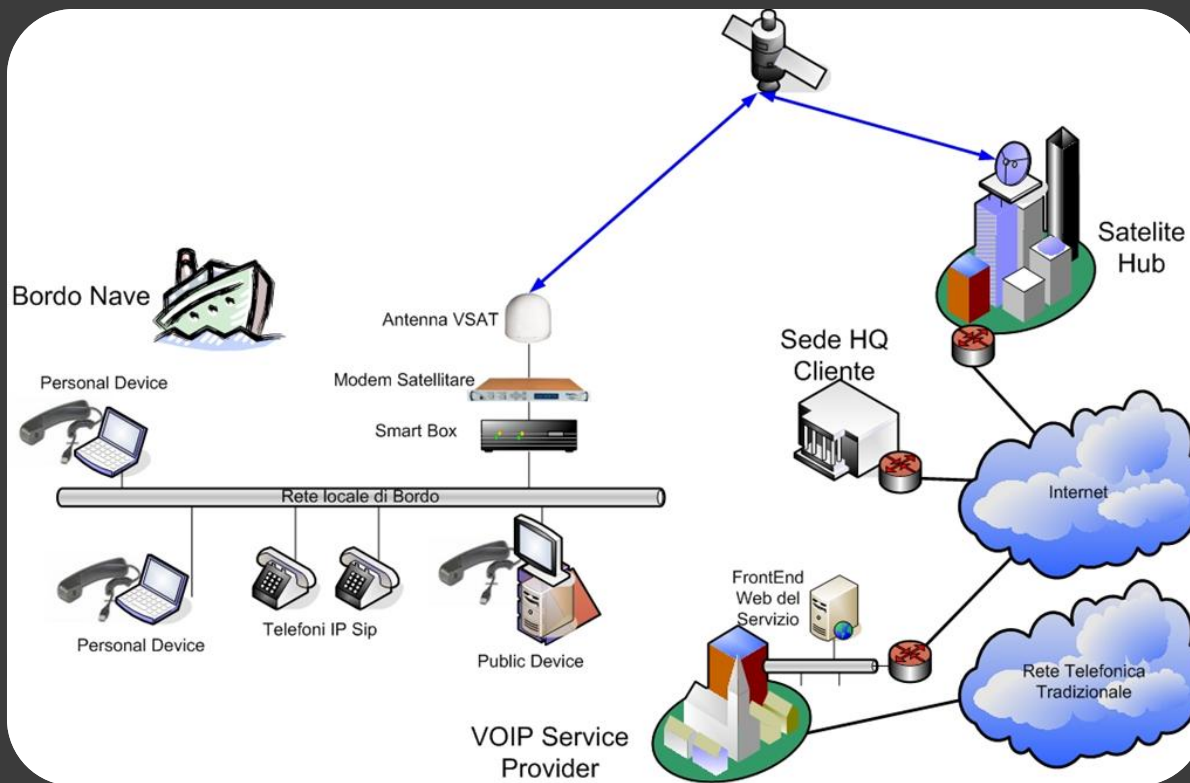 Satelite
Hub
Bordo Nave
Antenna VSAT
Sede HQ
Cliente
Personal Device
Modem Satellitare
Smart Box
Rete locale di Bordo
Internet
FrontEnd
Web del
Servizio
Telefoni IP Sip
Personal Device
Public Device
Rete Telefonica
Tradizionale
VOIP Service
Provider